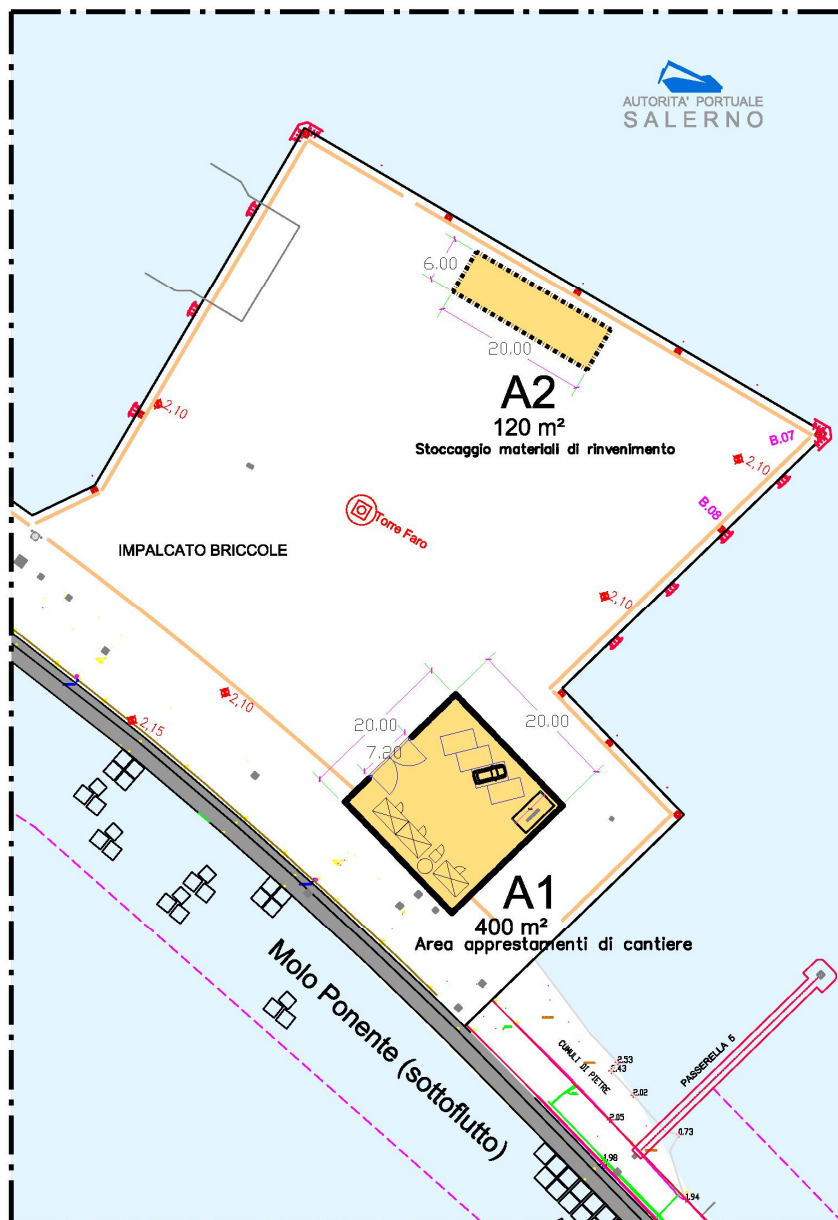 AUTORITA' PORTUALE
SALERNO
6.00
20.00
A2
120 m²
Stoccaggio materiali di rinvenimento
2,10
B.07
2,10
B.08
Torre Faro
IMPALCATO BRICCOLE
2,10
2,10
2,15
20.00
7.20
20.00
A1
400 m²
Area apprestamenti di cantiere
Molo Ponente (sottoflutto)
CUMULI DI PIETRE
2.53
2.43
2.02
2.05
0.73
1.98
1.94
PASSERELLA 5